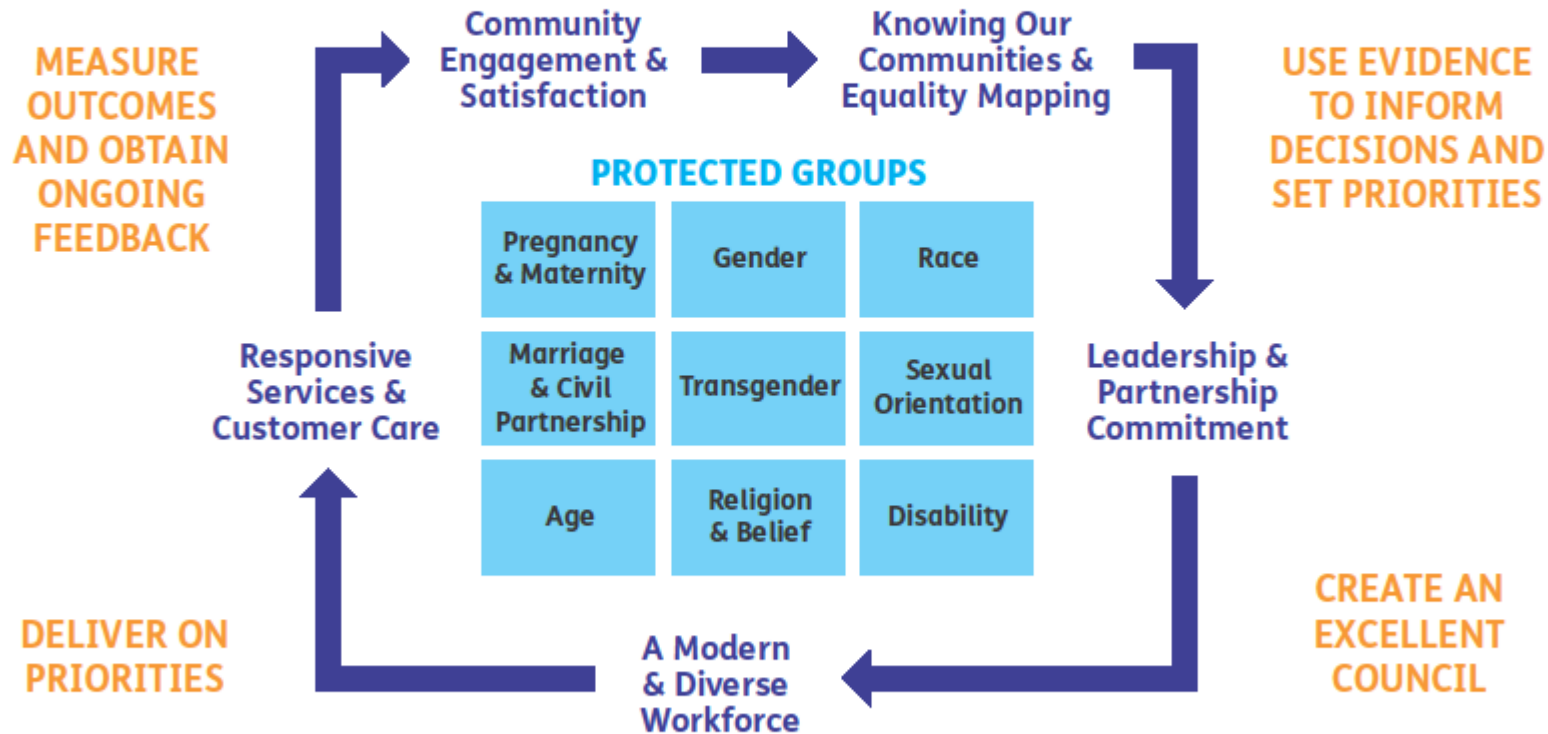 Community
Engagement &
Satisfaction
Knowing Our
Communities &
Equality Mapping
MEASURE
OUTCOMES
AND OBTAIN
ONGOING
FEEDBACK
USE EVIDENCE
TO INFORM
DECISIONS AND
SET PRIORITIES
PROTECTED GROUPS
Pregnancy
& Maternity
Gender
Race
Marriage
& Civil
Partnership
Transgender
Sexual
Orientation
Age
Religion
& Belief
Disability
Responsive
Services &
Customer Care
Leadership &
Partnership
Commitment
DELIVER ON
PRIORITIES
A Modern
& Diverse
Workforce
CREATE AN
EXCELLENT
COUNCIL